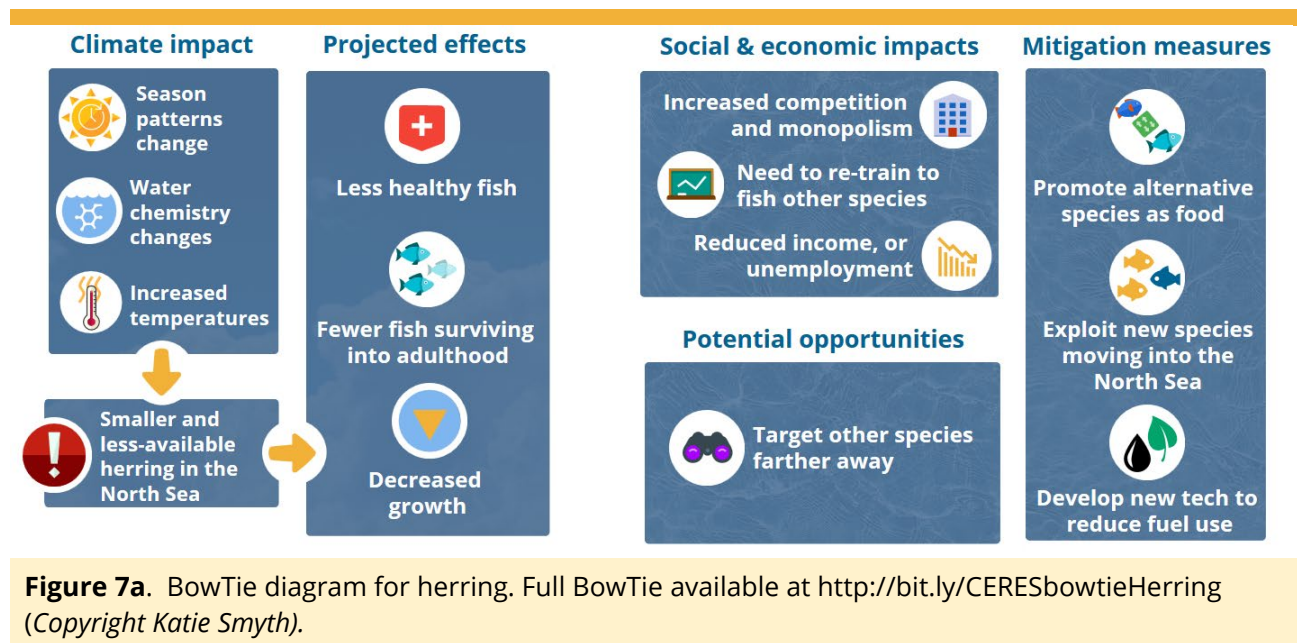 Climate impact
Season
patterns
change
Water
chemistry
changes
Increased
temperatures
Smaller and
less-available
herring in the
North Sea
Projected effects
Less healthy fish
Fewer fish surviving
into adulthood
Decreased
growth
Social & economic impacts
Increased competition
and monopolism
Need to re-train to
fish other species
Reduced income, or
unemployment
Potential opportunities
Target other species
farther away
Mitigation measures
Promote alternative
species as food
Exploit new species
moving into the
North Sea
Develop new tech to
reduce fuel use
Figure 7a. BowTie diagram for herring. Full BowTie available at http://bit.ly/CERESbowtieHerring
(Copyright Katie Smyth).